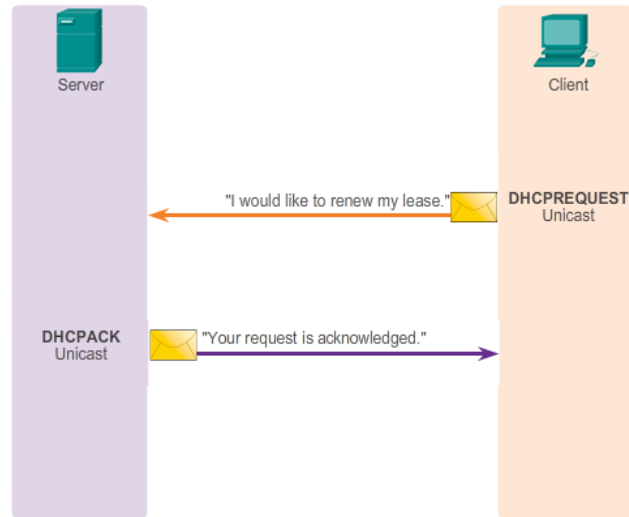 Server
Client
"I would like to renew my lease."
DHCPREQUEST
Unicast
DHCPACK
Unicast
"Your request is acknowledged."